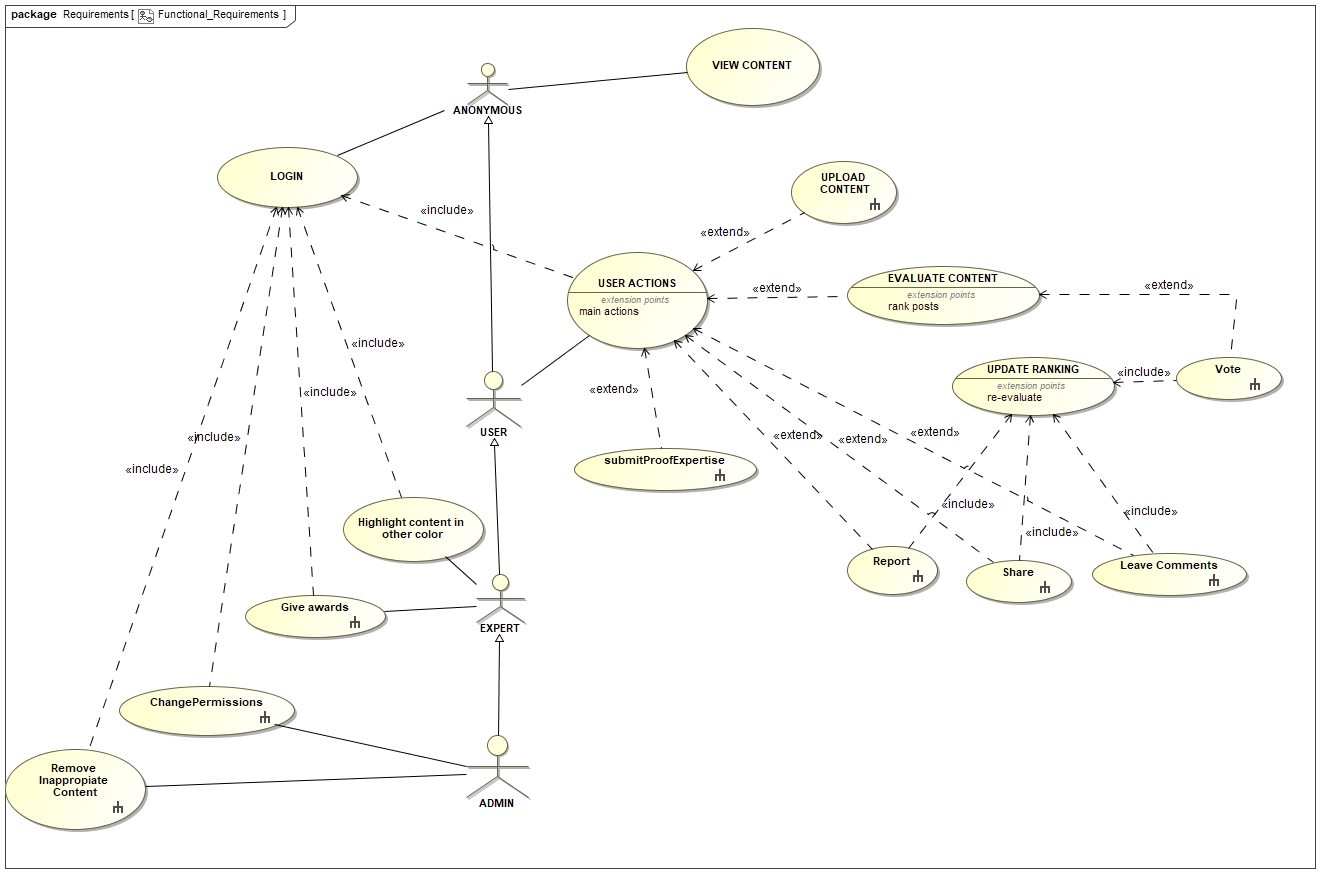 package Requirements [ Functional_Requirements ]
VIEW CONTENT
ANONYMOUS
LOGIN
UPLOAD
CONTENT
«include»
«extend»
USER ACTIONS
extension points
main actions
«extend»
EVALUATE CONTENT
extension points
rank posts
«extend»
«include»
«include»
«include»
«include»
USER
«extend»
UPDATE RANKING
extension points
re-evaluate
«include»
Vote
submitProofExpertise
«extend»
«extend»
«extend»
«include»
«include»
«include»
Highlight content in
other color
Report
Share
Leave Comments
Give awards
EXPERT
ChangePermissions
Remove
Inappropiate
Content
ADMIN